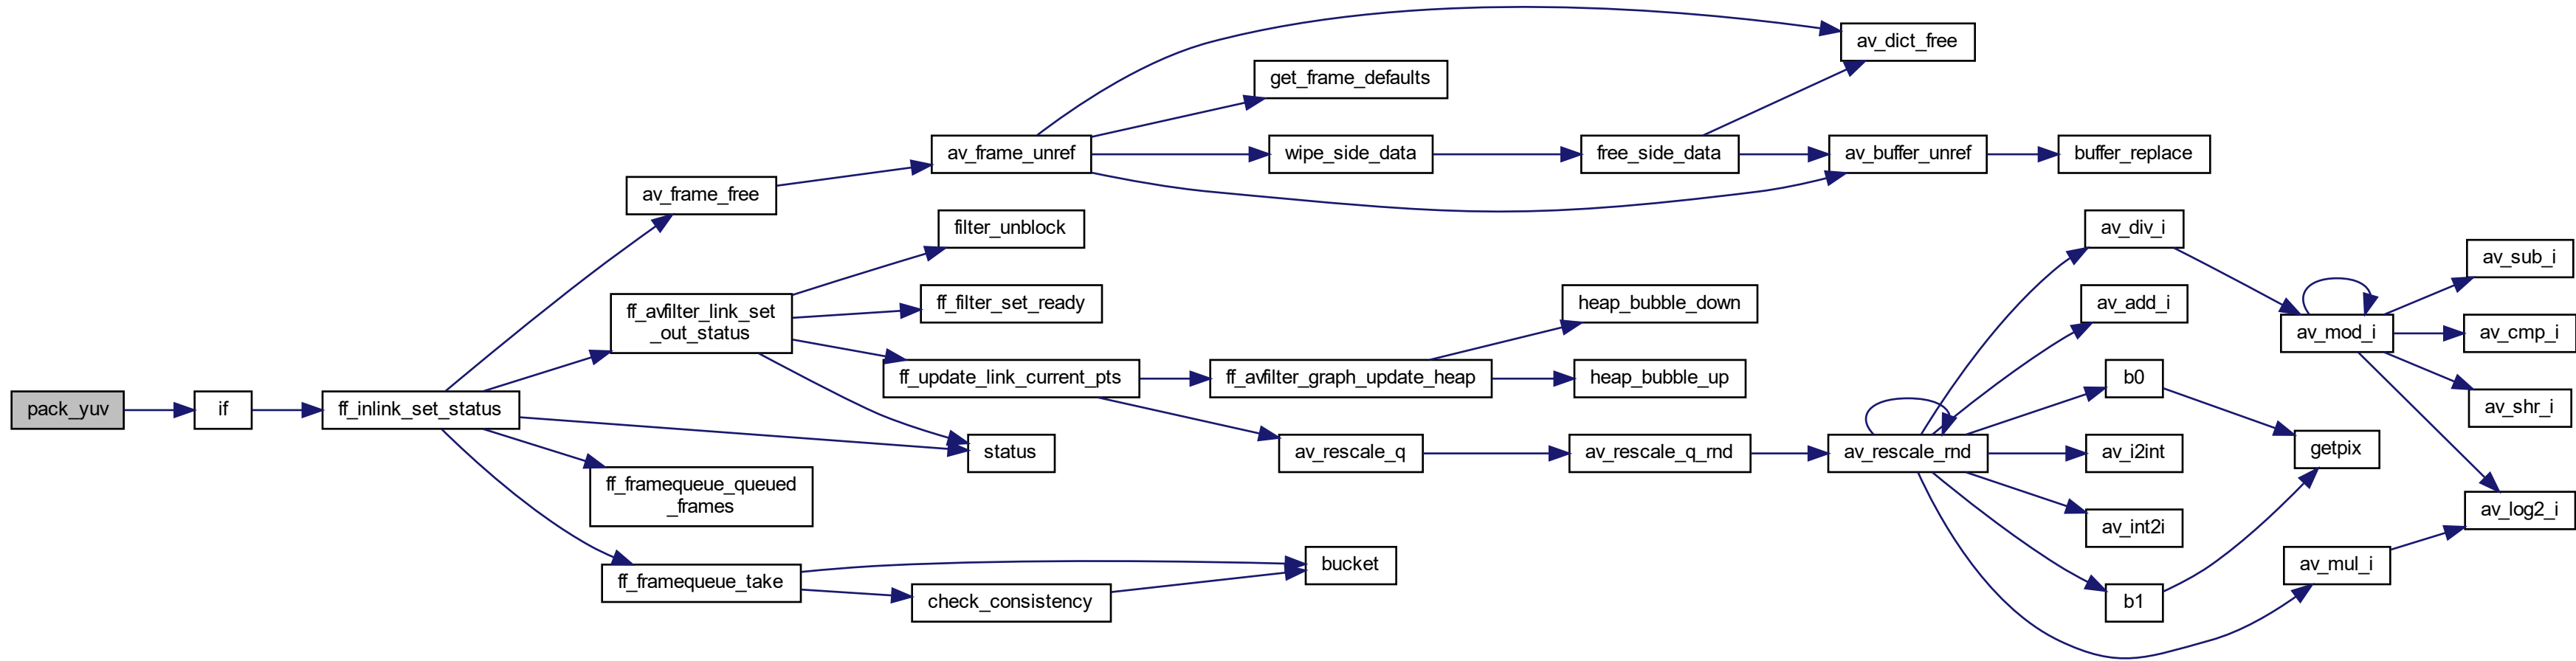 pack_yuv
if
ff_inlink_set_status
av_frame_free
ff_avfilter_link_set
_out_status
status
ff_framequeue_queued
_frames
ff_framequeue_take
av_frame_unref
filter_unblock
ff_filter_set_ready
ff_update_link_current_pts
check_consistency
bucket
get_frame_defaults
wipe_side_data
free_side_data
av_dict_free
av_buffer_unref
buffer_replace
ff_avfilter_graph_update_heap
heap_bubble_down
heap_bubble_up
av_rescale_q
av_rescale_q_rnd
av_rescale_rnd
av_div_i
av_add_i
b0
av_i2int
av_int2i
b1
av_mul_i
getpix
av_mod_i
av_sub_i
av_cmp_i
av_shr_i
av_log2_i